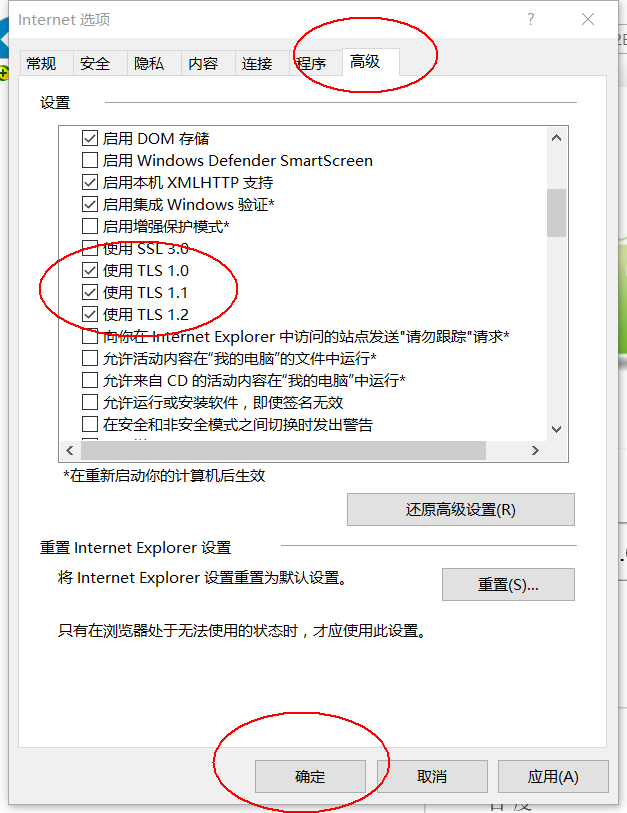 Internet 选项
常规 安全 隐私 内容 连接 程序 高级
设置
启用 DOM 存储
启用 Windows Defender SmartScreen
启用本机 XMLHTTP 支持
启用集成 Windows 验证*
启用增强保护模式*
使用 SSL 3.0
使用 TLS 1.0
使用 TLS 1.1
使用 TLS 1.2
向你在 Internet Explorer 中访问的站点发送"请勿跟踪"请求*
允许活动内容在“我的电脑”的文件中运行*
允许来自 CD 的活动内容在“我的电脑”中运行*
允许运行或安装软件，即使签名无效
在安全和非安全模式之间切换时发出警告
*在重新启动你的计算机后生效
还原高级设置(R)
重置 Internet Explorer 设置
将 Internet Explorer 设置重置为默认设置。
重置(S)...
只有在浏览器处于无法使用的状态时，才应使用此设置。
确定 取消 应用(A)